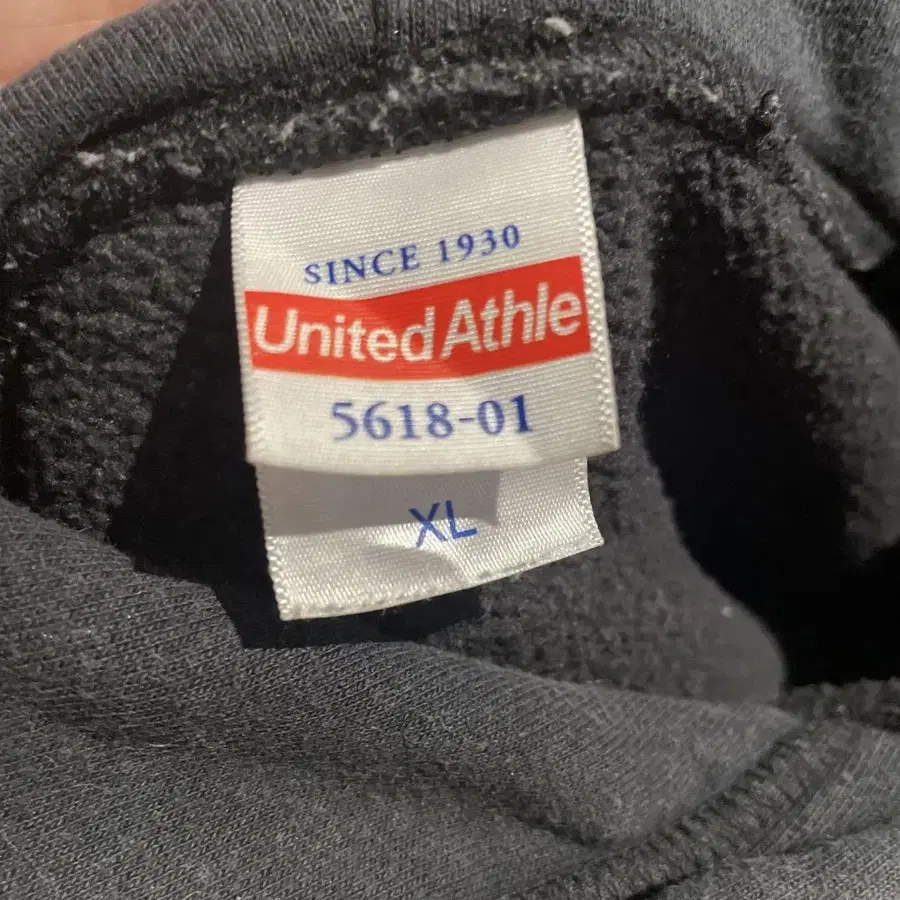 SINCE 1930
United Athle
5618-01
XL